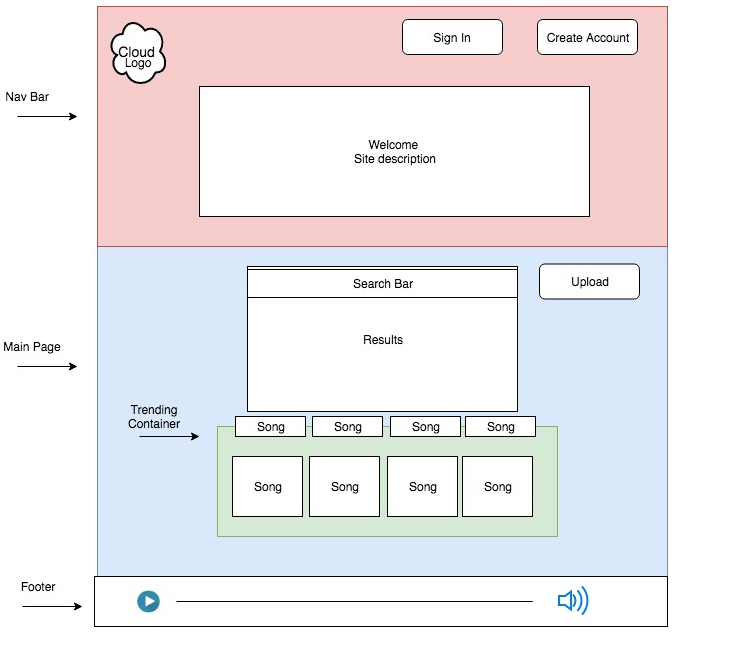 Cloud
Logo
Sign In
Create Account
Nav Bar
Welcome
Site description
Search Bar
Upload
Results
Main Page
Trending
Container
Song
Song
Song
Song
Song
Song
Song
Song
Footer